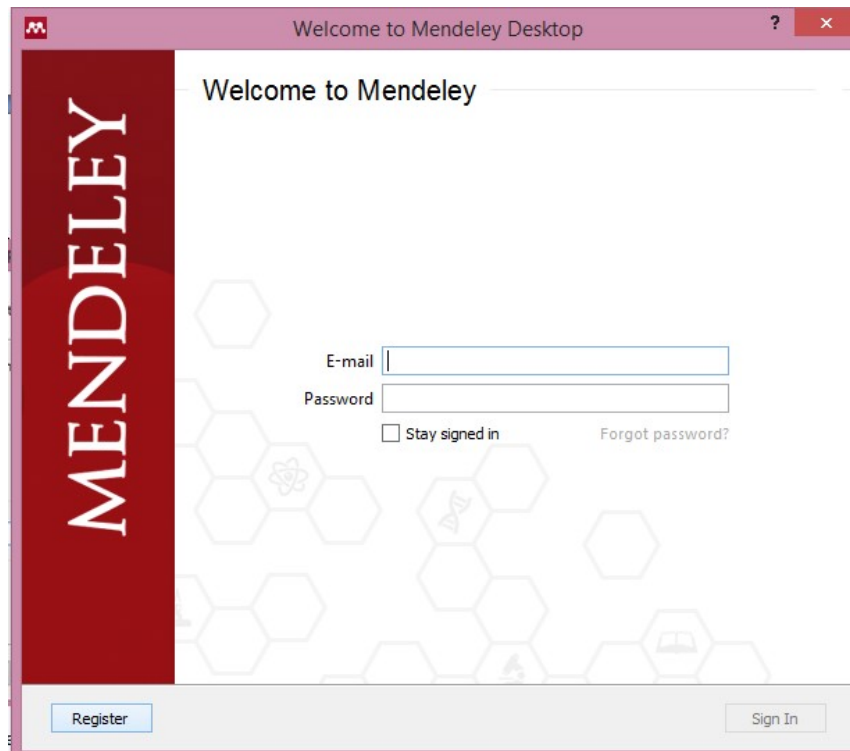 Welcome to Mendeley Desktop
?
MENDELEY
Welcome to Mendeley
E-mail
Password
Stay signed in
Forgot password?
Register
Sign In